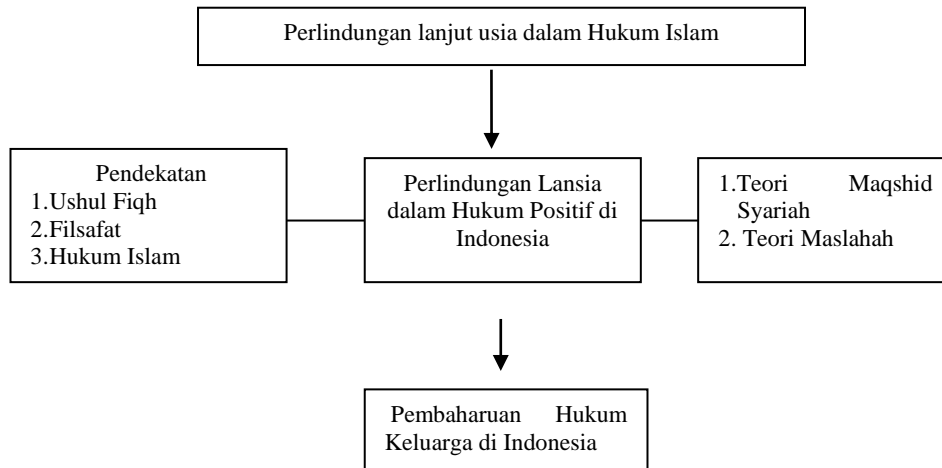 Perlindungan lanjut usia dalam Hukum Islam
Pendekatan
1.Ushul Fiqh
2.Filsafat
3.Hukum Islam
Perlindungan Lansia
dalam Hukum Positif di
Indonesia
1.Teori Maqshid
Syariah
2. Teori Maslahah
Pembaharuan Hukum
Keluarga di Indonesia